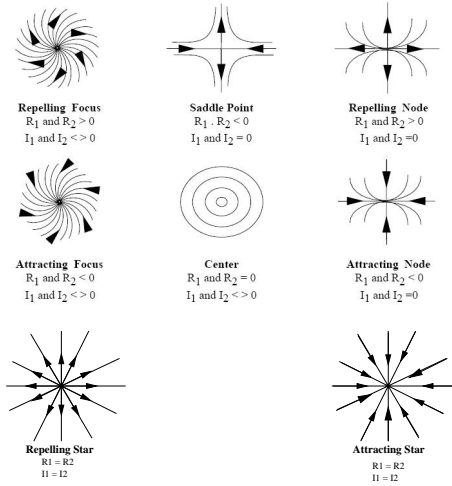 Repelling Focus
R1 and R2 > 0
I1 and I2 < > 0
Saddle Point
R1 . R2 < 0
I1 and I2 = 0
Repelling Node
R1 and R2 > 0
I1 and I2 =0
Attracting Focus
R1 and R2 < 0
I1 and I2 < > 0
Center
R1 and R2 = 0
I1 and I2 < > 0
Attracting Node
R1 and R2 < 0
I1 and I2 =0
Repelling Star
R1 = R2
I1 = I2
Attracting Star
R1 = R2
I1 = I2